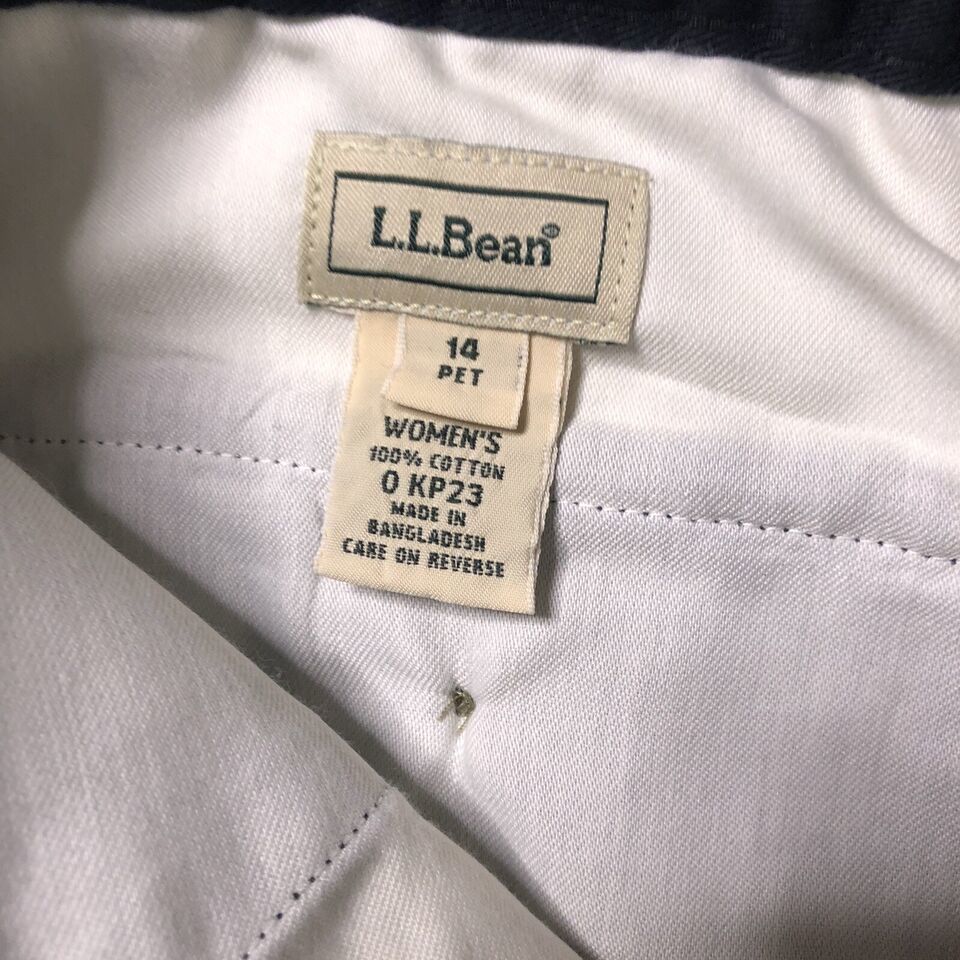 L.L.Bean®
14
PET
WOMEN'S
100% COTTON
0 KP23
MADE IN
BANGLADESH
CARE ON REVERSE